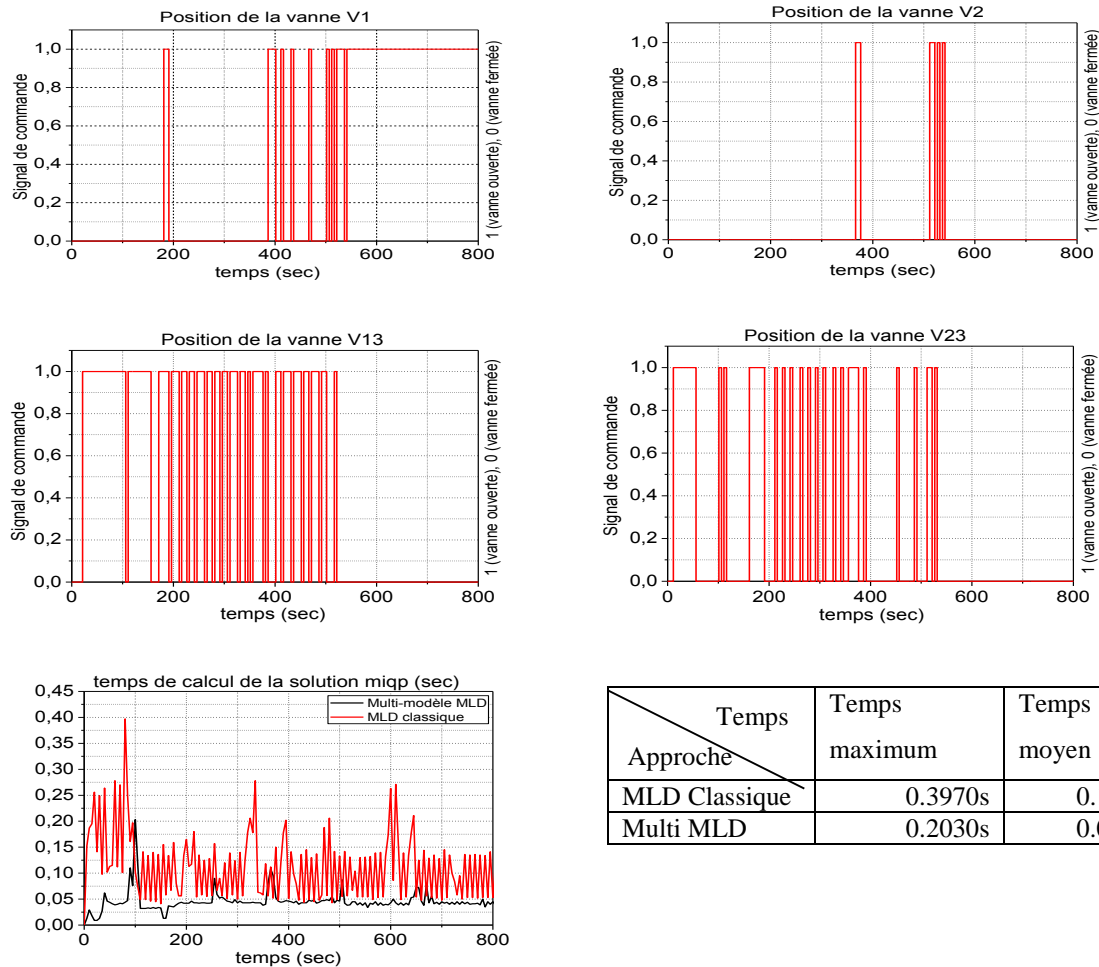 Position de la vanne V1
1,0
0,8
0,6
0,4
0,2
0,0
Signal de commande
1 (vanne ouverte), 0 (vanne fermée)
0 200 400 600 800
temps (sec)
Position de la vanne V2
1,0
0,8
0,6
0,4
0,2
0,0
Signal de commande
1 (vanne ouverte), 0 (vanne fermée)
0 200 400 600 800
temps (sec)
Position de la vanne V13
1,0
0,8
0,6
0,4
0,2
0,0
Signal de commande
1 (vanne ouverte), 0 (vanne fermée)
0 200 400 600 800
temps (sec)
Position de la vanne V23
1,0
0,8
0,6
0,4
0,2
0,0
Signal de commande
1 (vanne ouverte), 0 (vanne fermée)
0 200 400 600 800
temps (sec)
temps de calcul de la solution miqp (sec)
0,45
0,40
0,35
0,30
0,25
0,20
0,15
0,10
0,05
0,00
Multi-modèle MLD
MLD classique
0 200 400 600 800
temps (sec)
Temps
Approche
Temps
maximum
Temps
moyen
MLD Classique 0.3970s 0.
Multi MLD 0.2030s